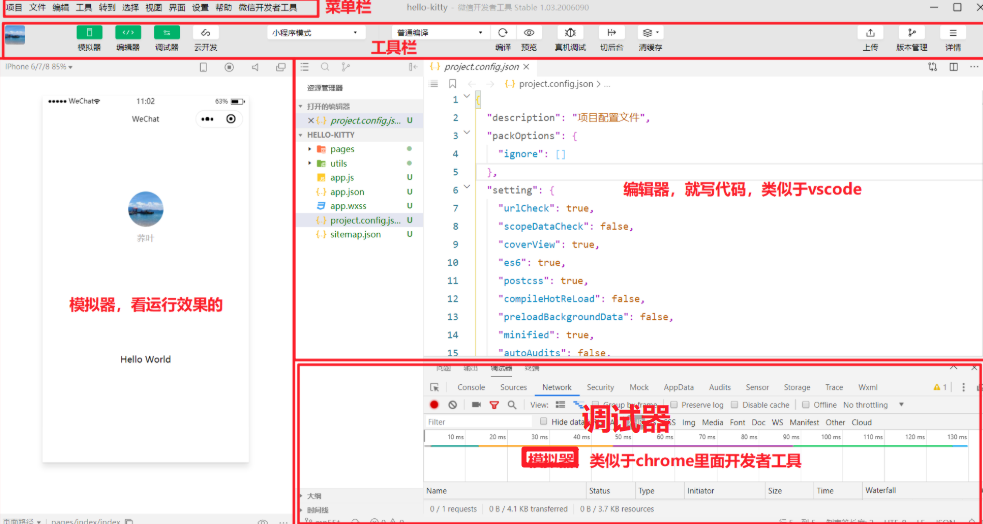 项目 文件 编辑 工具 转到 选择 视图 界面 设置 帮助 微信开发者工具
菜单栏
hello-kitty - 微信开发者工具 Stable 1.03.2006090
模拟器 编辑器 调试器 云开发
小程序模式
普通编译
编译 预览 真机调试 切后台 清缓存
上传 版本管理 详情
工具栏
iPhone 6/7/8 85%
WeChat 11:02 63%
WeChat
荞叶
模拟器，看运行效果的
Hello World
资源管理器
打开的编辑器
project.config.js... U
HELLO-KITTY
pages
utils
app.js U
app.json U
app.wxss U
project.config.js... U
sitemap.json U
大纲
时间线
project.config.json
{ } project.config.json > ...
1 {
2 "description": "项目配置文件",
3 "packOptions": {
4 "ignore": []
5 },
6 "setting": {
7 "urlCheck": true,
8 "scopeDataCheck": false,
9 "coverView": true,
10 "es6": true,
11 "postcss": true,
12 "compileHotReLoad": false,
13 "preloadBackgroundData": false,
14 "minified": true,
15 "autoAudits": false,
编辑器，就写代码，类似于vscode
问题 输出 调试器 终端
Console Sources Network Security Mock AppData Audits Sensor Storage Trace Wxml 1
View: Group by frame Preserve log Disable cache Offline No throttling
Filter Hide data Img Media Font Doc WS Manifest Other Cloud
调试器
10 ms 20 ms 30 ms 40 ms 50 ms 60 ms 70 ms 80 ms 90 ms 100 ms 110 ms 120 ms 130 ms
模拟器，类似于chrome里面开发者工具
Name Status Type Initiator Size Time Waterfall
0 / 1 requests 0 B / 4.1 KB transferred 0 B / 3.7 KB resources
页面路径 pages/index/index